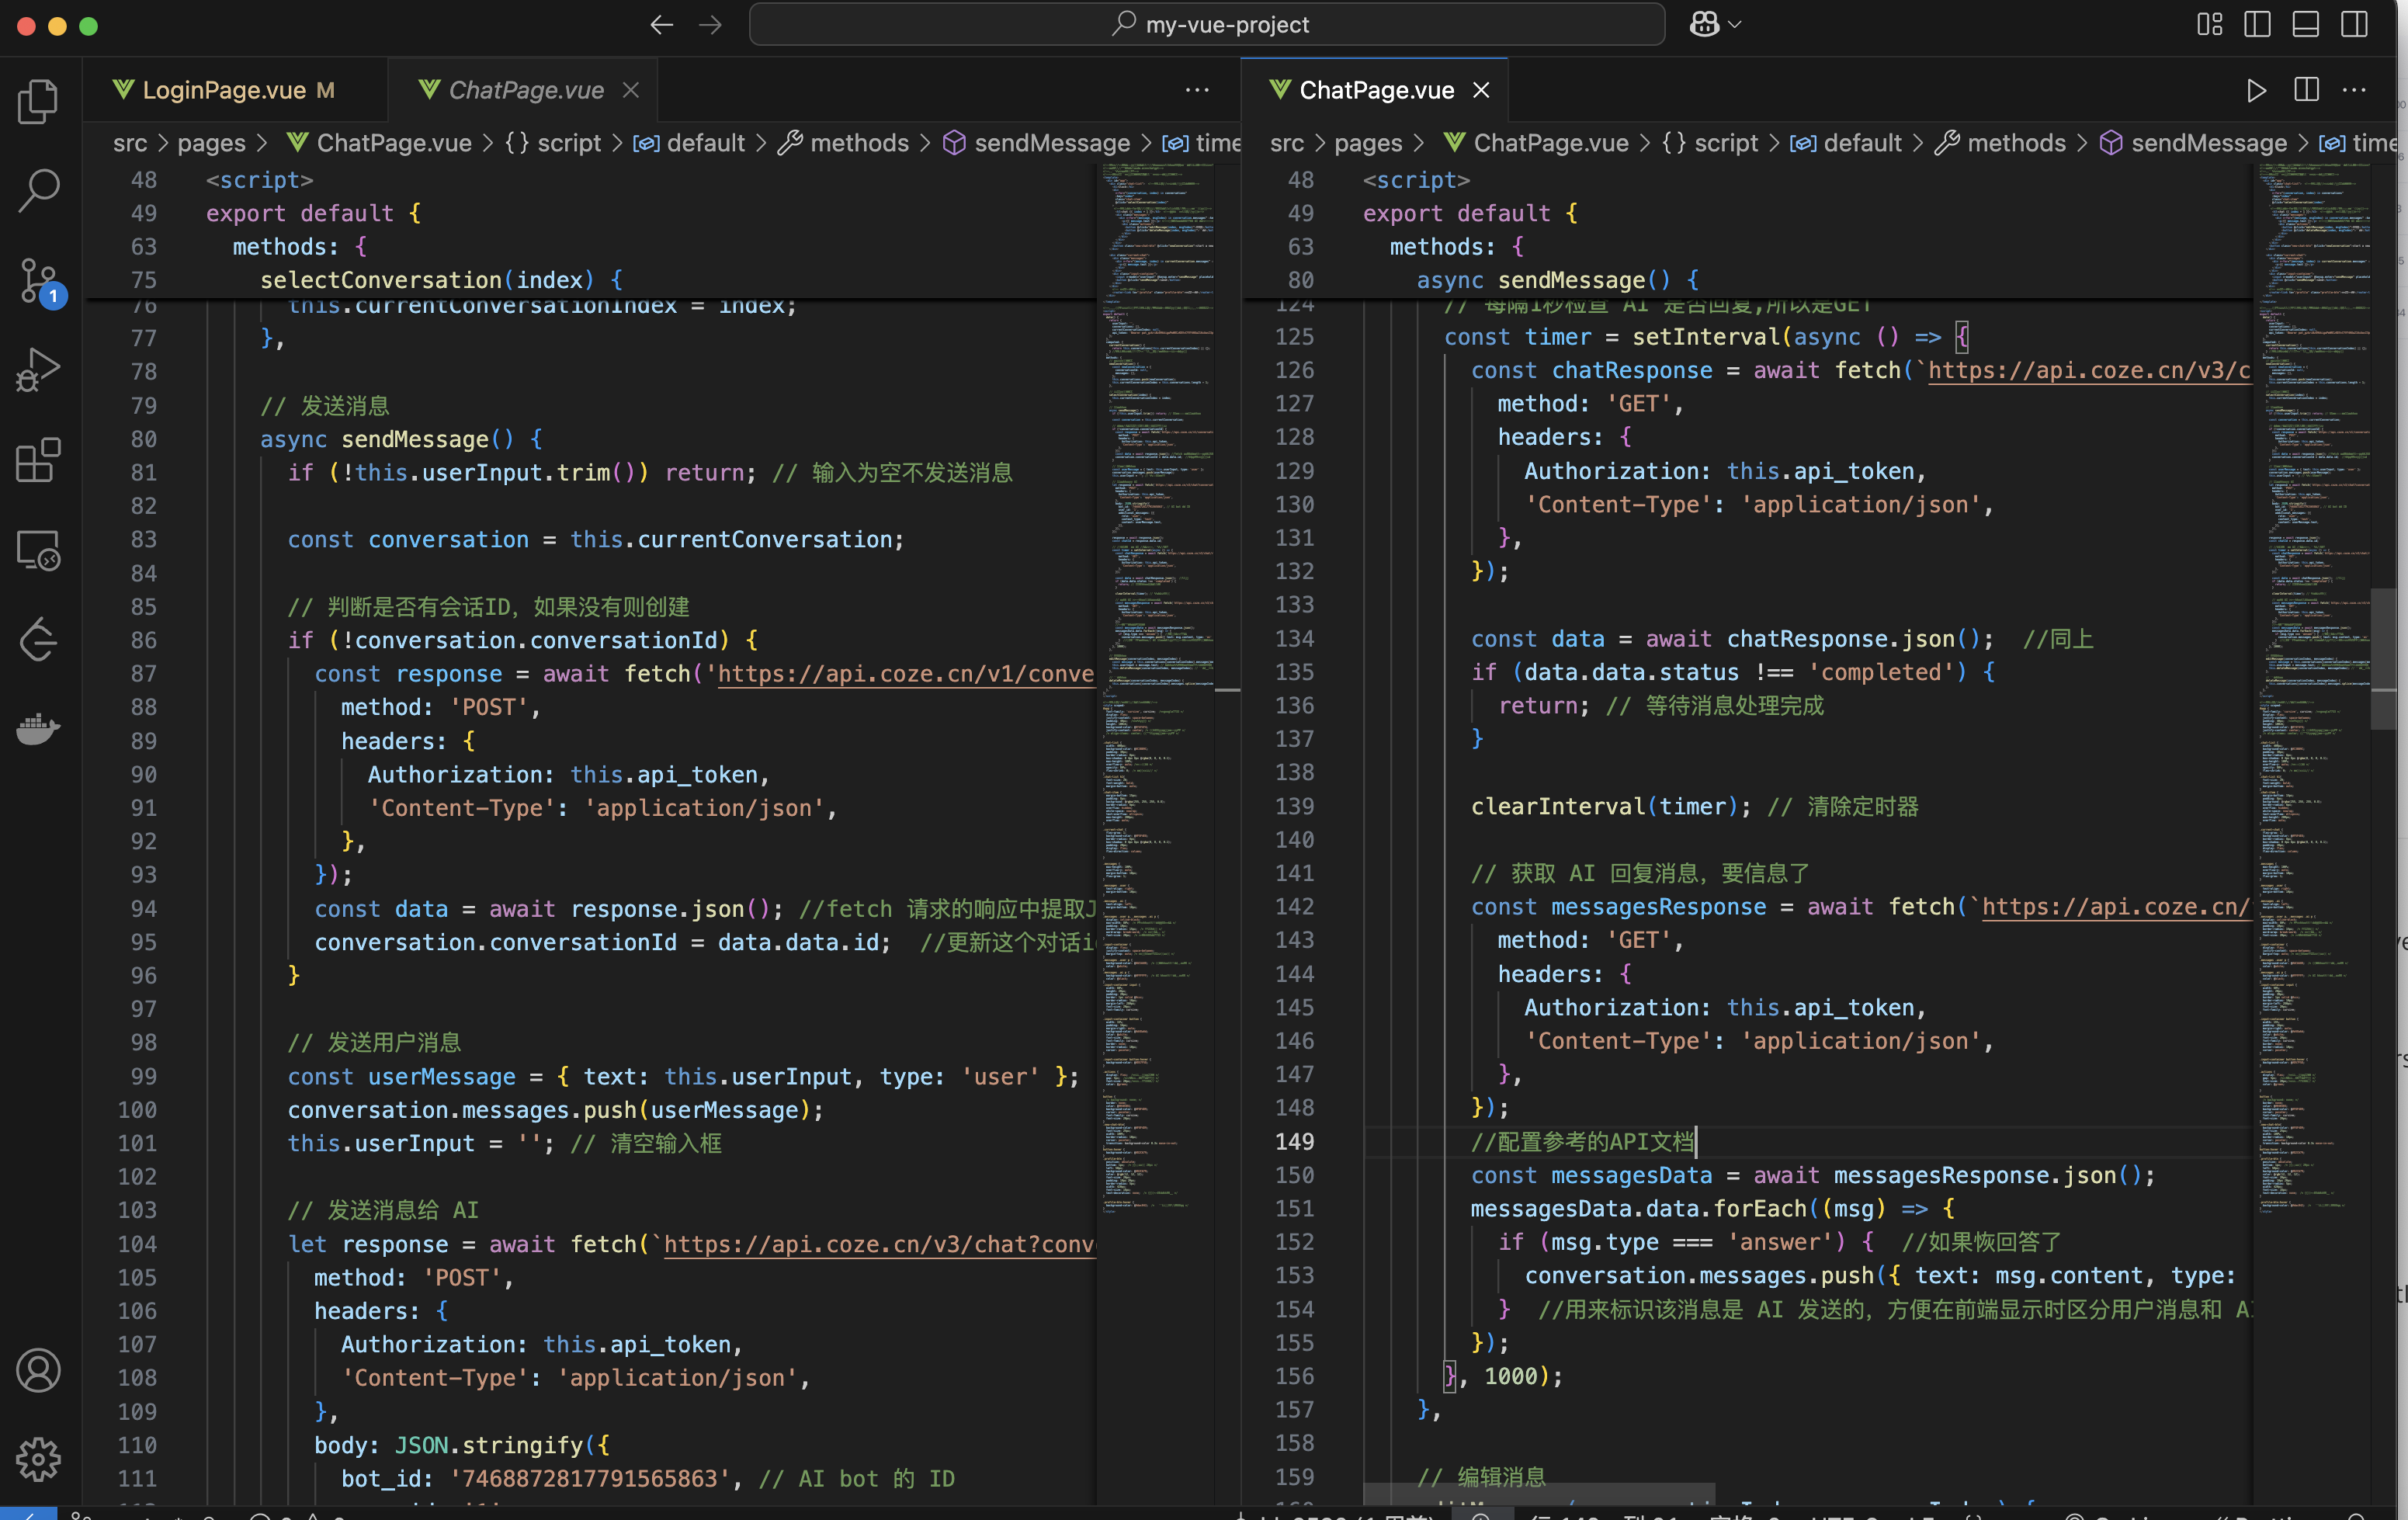 my-vue-project
LoginPage.vue M
ChatPage.vue
src > pages > ChatPage.vue > {} script > default > methods > sendMessage > time
48 <script>
49 export default {
63 methods: {
75 selectConversation(index) {
76 this.currentConversationIndex = index;
77 },
78
79 // 发送消息
80 async sendMessage() {
81 if (!this.userInput.trim()) return; // 输入为空不发送消息
82
83 const conversation = this.currentConversation;
84
85 // 判断是否有会话ID，如果没有则创建
86 if (!conversation.conversationId) {
87 const response = await fetch('https://api.coze.cn/v1/conve
88 method: 'POST',
89 headers: {
90 Authorization: this.api_token,
91 'Content-Type': 'application/json',
92 },
93 });
94 const data = await response.json(); //fetch 请求的响应中提取J
95 conversation.conversationId = data.data.id; //更新这个对话i
96 }
97
98 // 发送用户消息
99 const userMessage = { text: this.userInput, type: 'user' };
100 conversation.messages.push(userMessage);
101 this.userInput = ''; // 清空输入框
102
103 // 发送消息给 AI
104 let response = await fetch(`https://api.coze.cn/v3/chat?conv
105 method: 'POST',
106 headers: {
107 Authorization: this.api_token,
108 'Content-Type': 'application/json',
109 },
110 body: JSON.stringify({
111 bot_id: '7468872817791565863', // AI bot 的 ID
ChatPage.vue
src > pages > ChatPage.vue > {} script > default > methods > sendMessage > time
48 <script>
49 export default {
63 methods: {
80 async sendMessage() {
124 // 每隔1秒检查 AI 是否回复,所以是GET
125 const timer = setInterval(async () => {
126 const chatResponse = await fetch(`https://api.coze.cn/v3/c
127 method: 'GET',
128 headers: {
129 Authorization: this.api_token,
130 'Content-Type': 'application/json',
131 },
132 });
133
134 const data = await chatResponse.json(); //同上
135 if (data.data.status !== 'completed') {
136 return; // 等待消息处理完成
137 }
138
139 clearInterval(timer); // 清除定时器
140
141 // 获取 AI 回复消息，要信息了
142 const messagesResponse = await fetch(`https://api.coze.cn/
143 method: 'GET',
144 headers: {
145 Authorization: this.api_token,
146 'Content-Type': 'application/json',
147 },
148 });
149 //配置参考的API文档
150 const messagesData = await messagesResponse.json();
151 messagesData.data.forEach((msg) => {
152 if (msg.type === 'answer') { //如果恢回答了
153 conversation.messages.push({ text: msg.content, type:
154 } //用来标识该消息是 AI 发送的，方便在前端显示时区分用户消息和 AI
155 });
156 }, 1000);
157 },
158
159 // 编辑消息
1